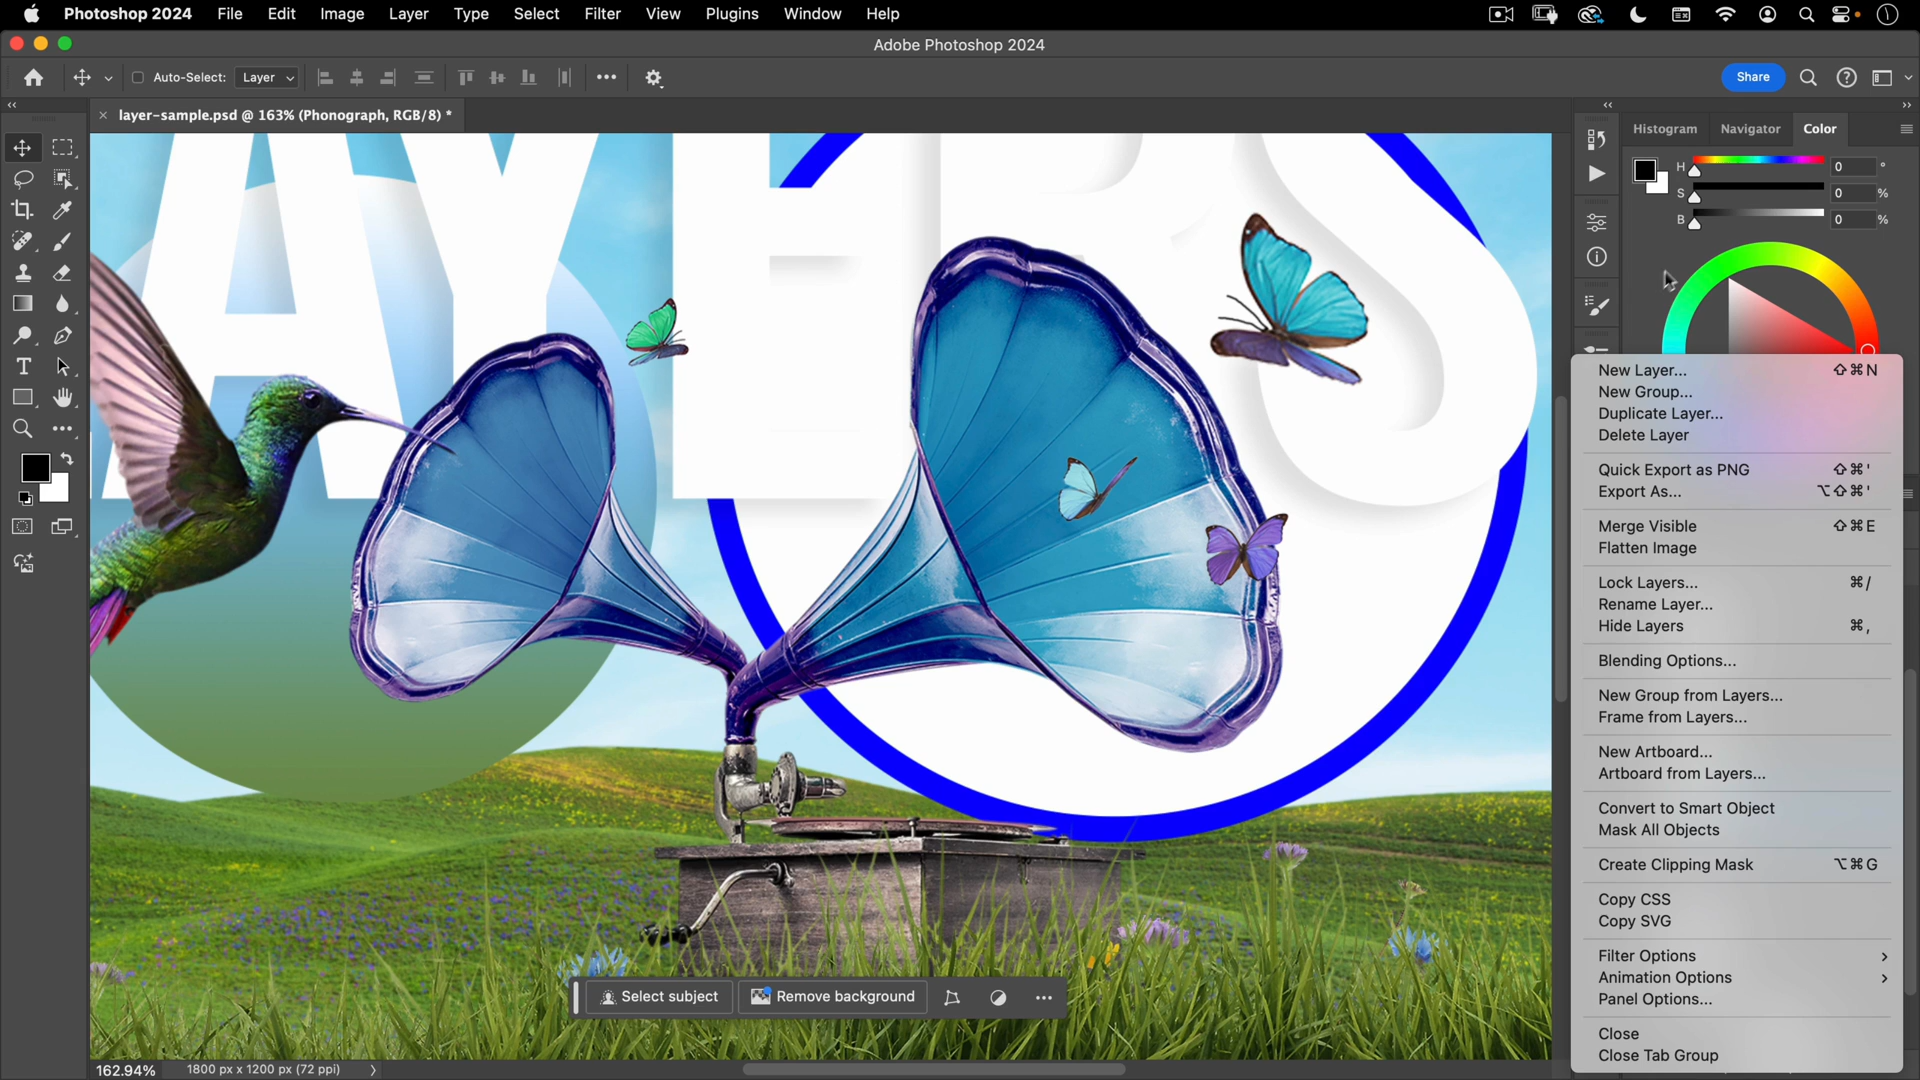 Photoshop 2024 File Edit Image Layer Type Select Filter View Plugins Window Help
Adobe Photoshop 2024
Auto-Select: Layer Share
layer-sample.psd @ 163% (Phonograph, RGB/8) *
Histogram Navigator Color
H 0 °
S 0 %
B 0 %
AYERS
New Layer... ⇧⌘N
New Group...
Duplicate Layer...
Delete Layer
Quick Export as PNG ⇧⌘'
Export As... ⌥⇧⌘'
Merge Visible ⇧⌘E
Flatten Image
Lock Layers... ⌘/
Rename Layer...
Hide Layers ⌘,
Blending Options...
New Group from Layers...
Frame from Layers...
New Artboard...
Artboard from Layers...
Convert to Smart Object
Mask All Objects
Create Clipping Mask ⌥⌘G
Copy CSS
Copy SVG
Filter Options
Animation Options
Panel Options...
Close
Close Tab Group
Select subject Remove background
162.94% 1800 px x 1200 px (72 ppi)